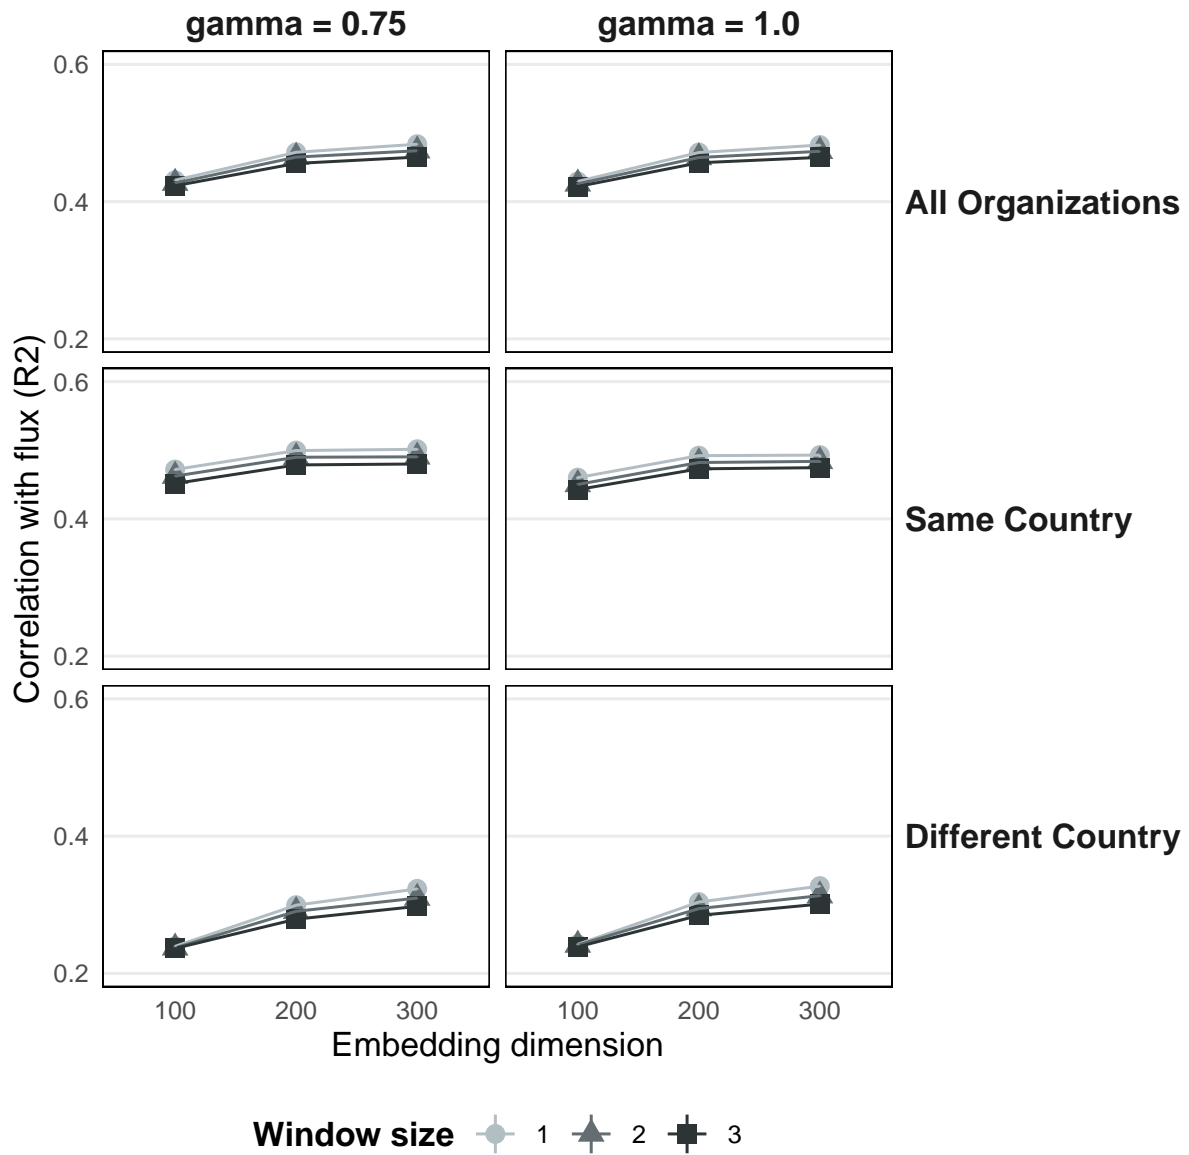 gamma = 0.75
gamma = 1.0
0.6
0.4
0.2
All Organizations
0.6
0.4
0.2
Same Country
0.6
0.4
0.2
Different Country
Correlation with flux (R2)
100 200 300
100 200 300
Embedding dimension
Window size 1 2 3